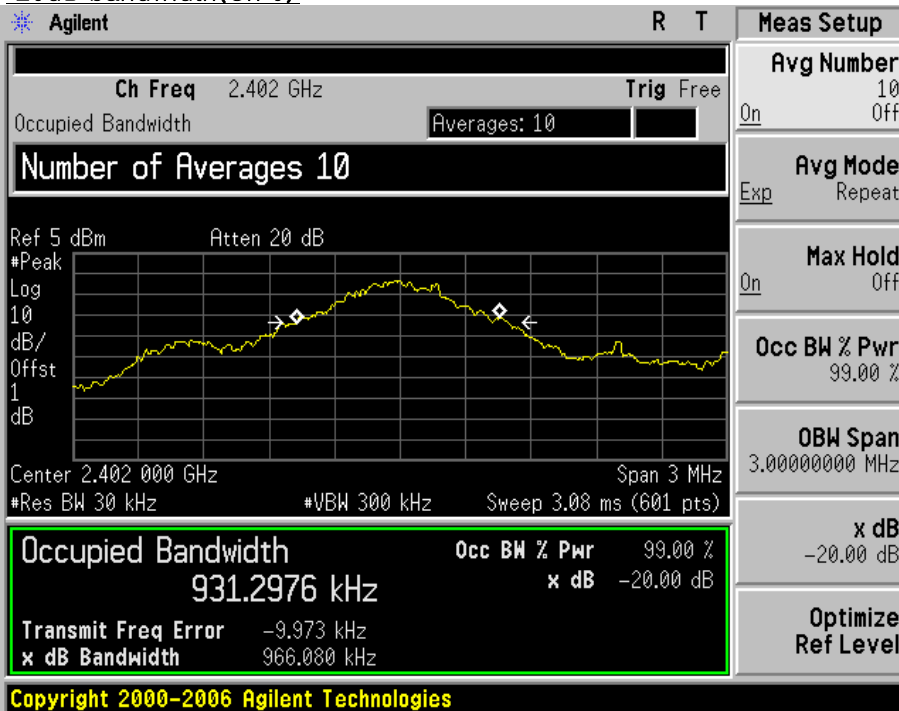 Agilent R T
Ch Freq 2.402 GHz Trig Free
Occupied Bandwidth Averages: 10
Number of Averages 10
Ref 5 dBm Atten 20 dB
#Peak
Log
10
dB/
Offst
1
dB
Center 2.402 000 GHz Span 3 MHz
#Res BW 30 kHz #VBW 300 kHz Sweep 3.08 ms (601 pts)
Occupied Bandwidth Occ BW % Pwr 99.00 %
931.2976 kHz x dB -20.00 dB
Transmit Freq Error -9.973 kHz
x dB Bandwidth 966.080 kHz
Copyright 2000-2006 Agilent Technologies
Meas Setup
Avg Number
10
On Off
Avg Mode
Exp Repeat
Max Hold
On Off
Occ BW % Pwr
99.00 %
OBW Span
3.00000000 MHz
x dB
-20.00 dB
Optimize
Ref Level